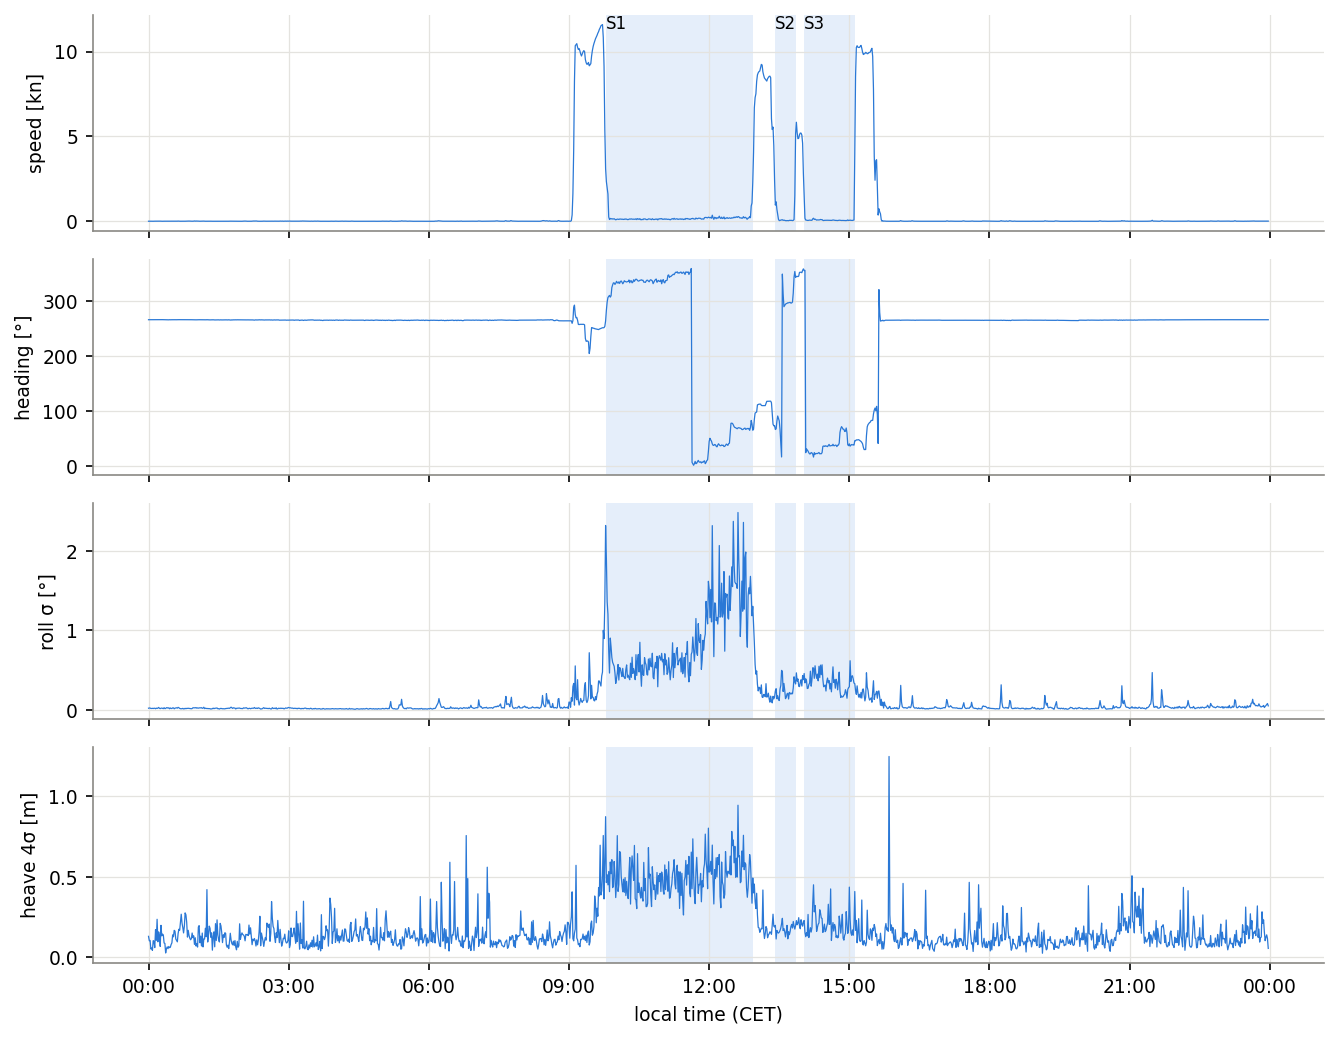 S1 S2 S3
speed [kn]
10
5
0
heading [°]
300
200
100
0
roll σ [°]
2
1
0
heave 4σ [m]
1.0
0.5
0.0
00:00 03:00 06:00 09:00 12:00 15:00 18:00 21:00 00:00
local time (CET)